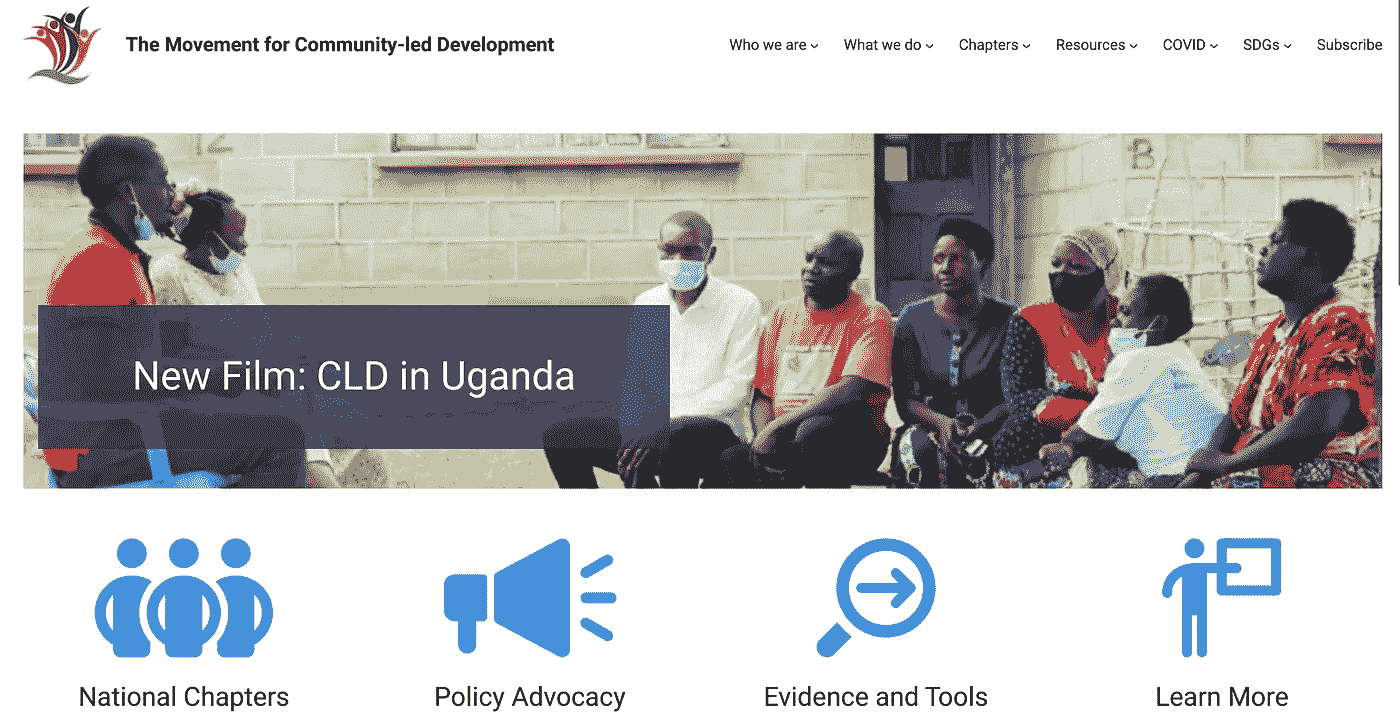 The Movement for Community-led Development
Who we are
What we do
Chapters
Resources
COVID
SDGs
Subscribe
B
New Film: CLD in Uganda
National Chapters
Policy Advocacy
Evidence and Tools
Learn More